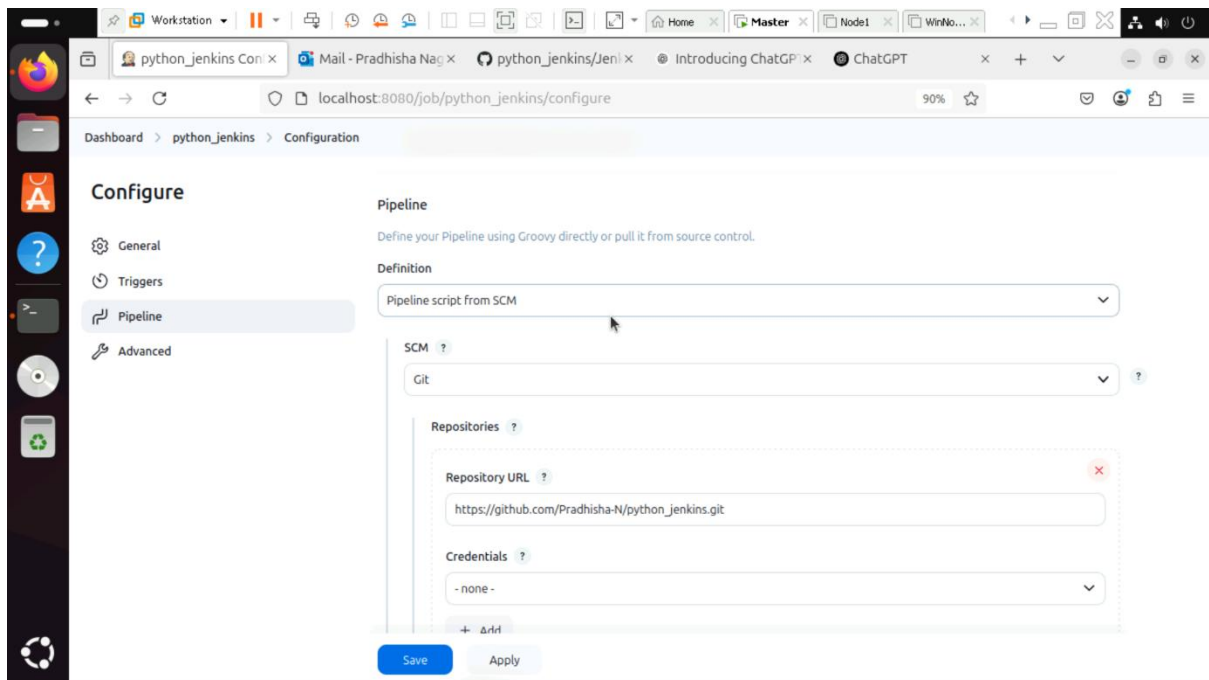 Workstation
Home
Master
Node1
WinNo...
python_jenkins Con
Mail - Pradhisha Nag
python_jenkins/Jen
Introducing ChatGPT
ChatGPT
localhost:8080/job/python_jenkins/configure
90%
Dashboard > python_jenkins > Configuration
Configure
General
Triggers
Pipeline
Advanced
Pipeline
Define your Pipeline using Groovy directly or pull it from source control.
Definition
Pipeline script from SCM
SCM ?
Git
?
Repositories ?
Repository URL ?
https://github.com/Pradhisha-N/python_jenkins.git
Credentials ?
- none -
+ Add
Save
Apply